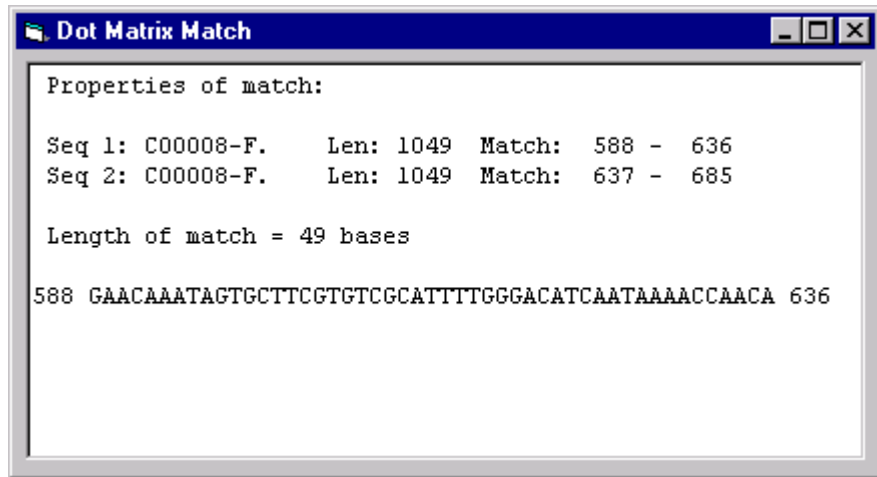 Dot Matrix Match
Properties of match:
Seq 1: C00008-F. Len: 1049 Match: 588 - 636
Seq 2: C00008-F. Len: 1049 Match: 637 - 685
Length of match = 49 bases
588 GAACAAATAGTGCTTCGTGTCGCATTTTGGGACATCAATAAAACCAACA 636